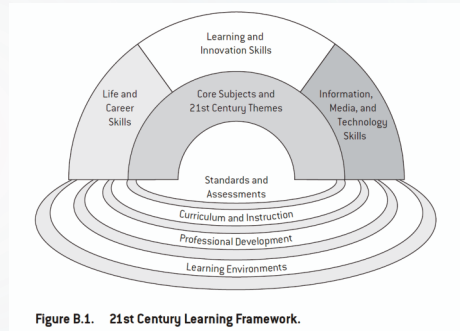 Learning and
Innovation Skills
Life and
Career
Skills
Core Subjects and
21st Century Themes
Information,
Media, and
Technology
Skills
Standards and
Assessments
Curriculum and Instruction
Professional Development
Learning Environments
Figure B.1. 21st Century Learning Framework.